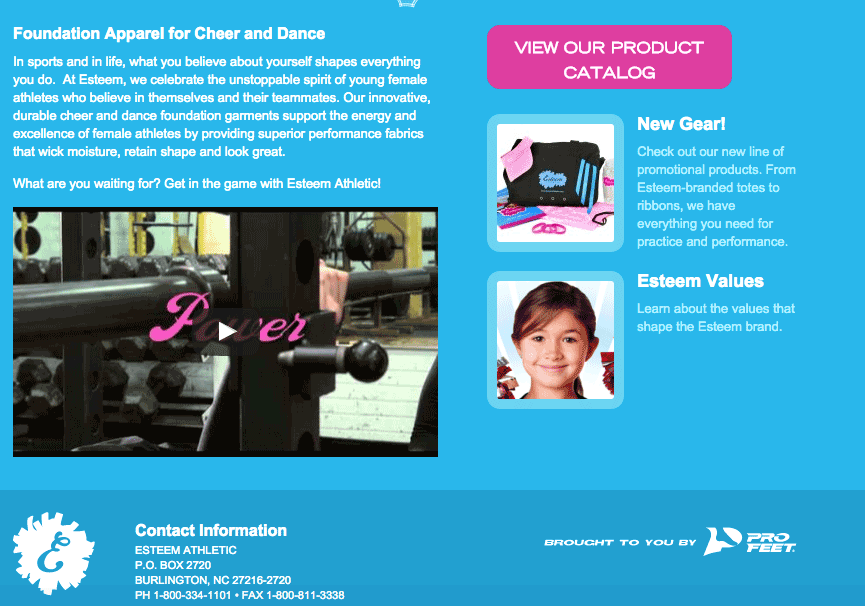 Foundation Apparel for Cheer and Dance
In sports and in life, what you believe about yourself shapes everything
you do. At Esteem, we celebrate the unstoppable spirit of young female
athletes who believe in themselves and their teammates. Our innovative,
durable cheer and dance foundation garments support the energy and
excellence of female athletes by providing superior performance fabrics
that wick moisture, retain shape and look great.
What are you waiting for? Get in the game with Esteem Athletic!
Power
VIEW OUR PRODUCT
CATALOG
Esteem
New Gear!
Check out our new line of
promotional products. From
Esteem-branded totes to
ribbons, we have
everything you need for
practice and performance.
Esteem Values
Learn about the values that
shape the Esteem brand.
E
Contact Information
ESTEEM ATHLETIC
P.O. BOX 2720
BURLINGTON, NC 27216-2720
PH 1-800-334-1101 • FAX 1-800-811-3338
BROUGHT TO YOU BY
PRO
FEET.